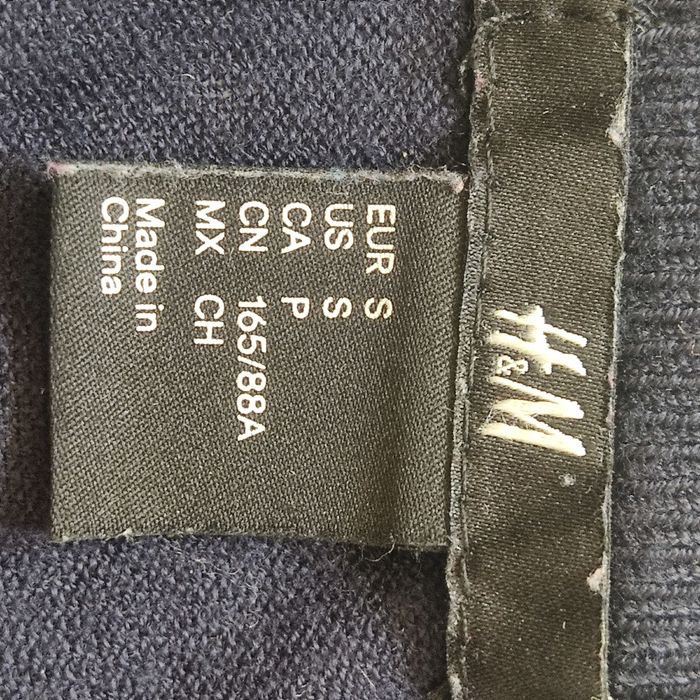 H&M
EUR S
US S
CA P
CN 165/88A
MX CH
Made in
China